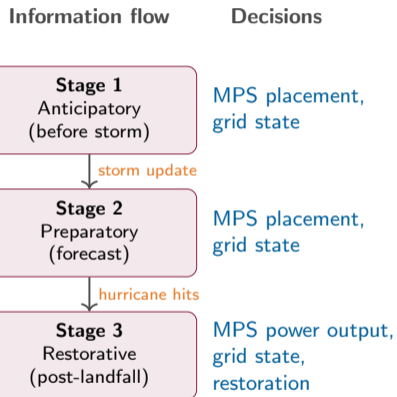 Information flow
Decisions
Stage 1
Anticipatory
(before storm)
MPS placement,
grid state
storm update
Stage 2
Preparatory
(forecast)
MPS placement,
grid state
hurricane hits
Stage 3
Restorative
(post-landfall)
MPS power output,
grid state,
restoration